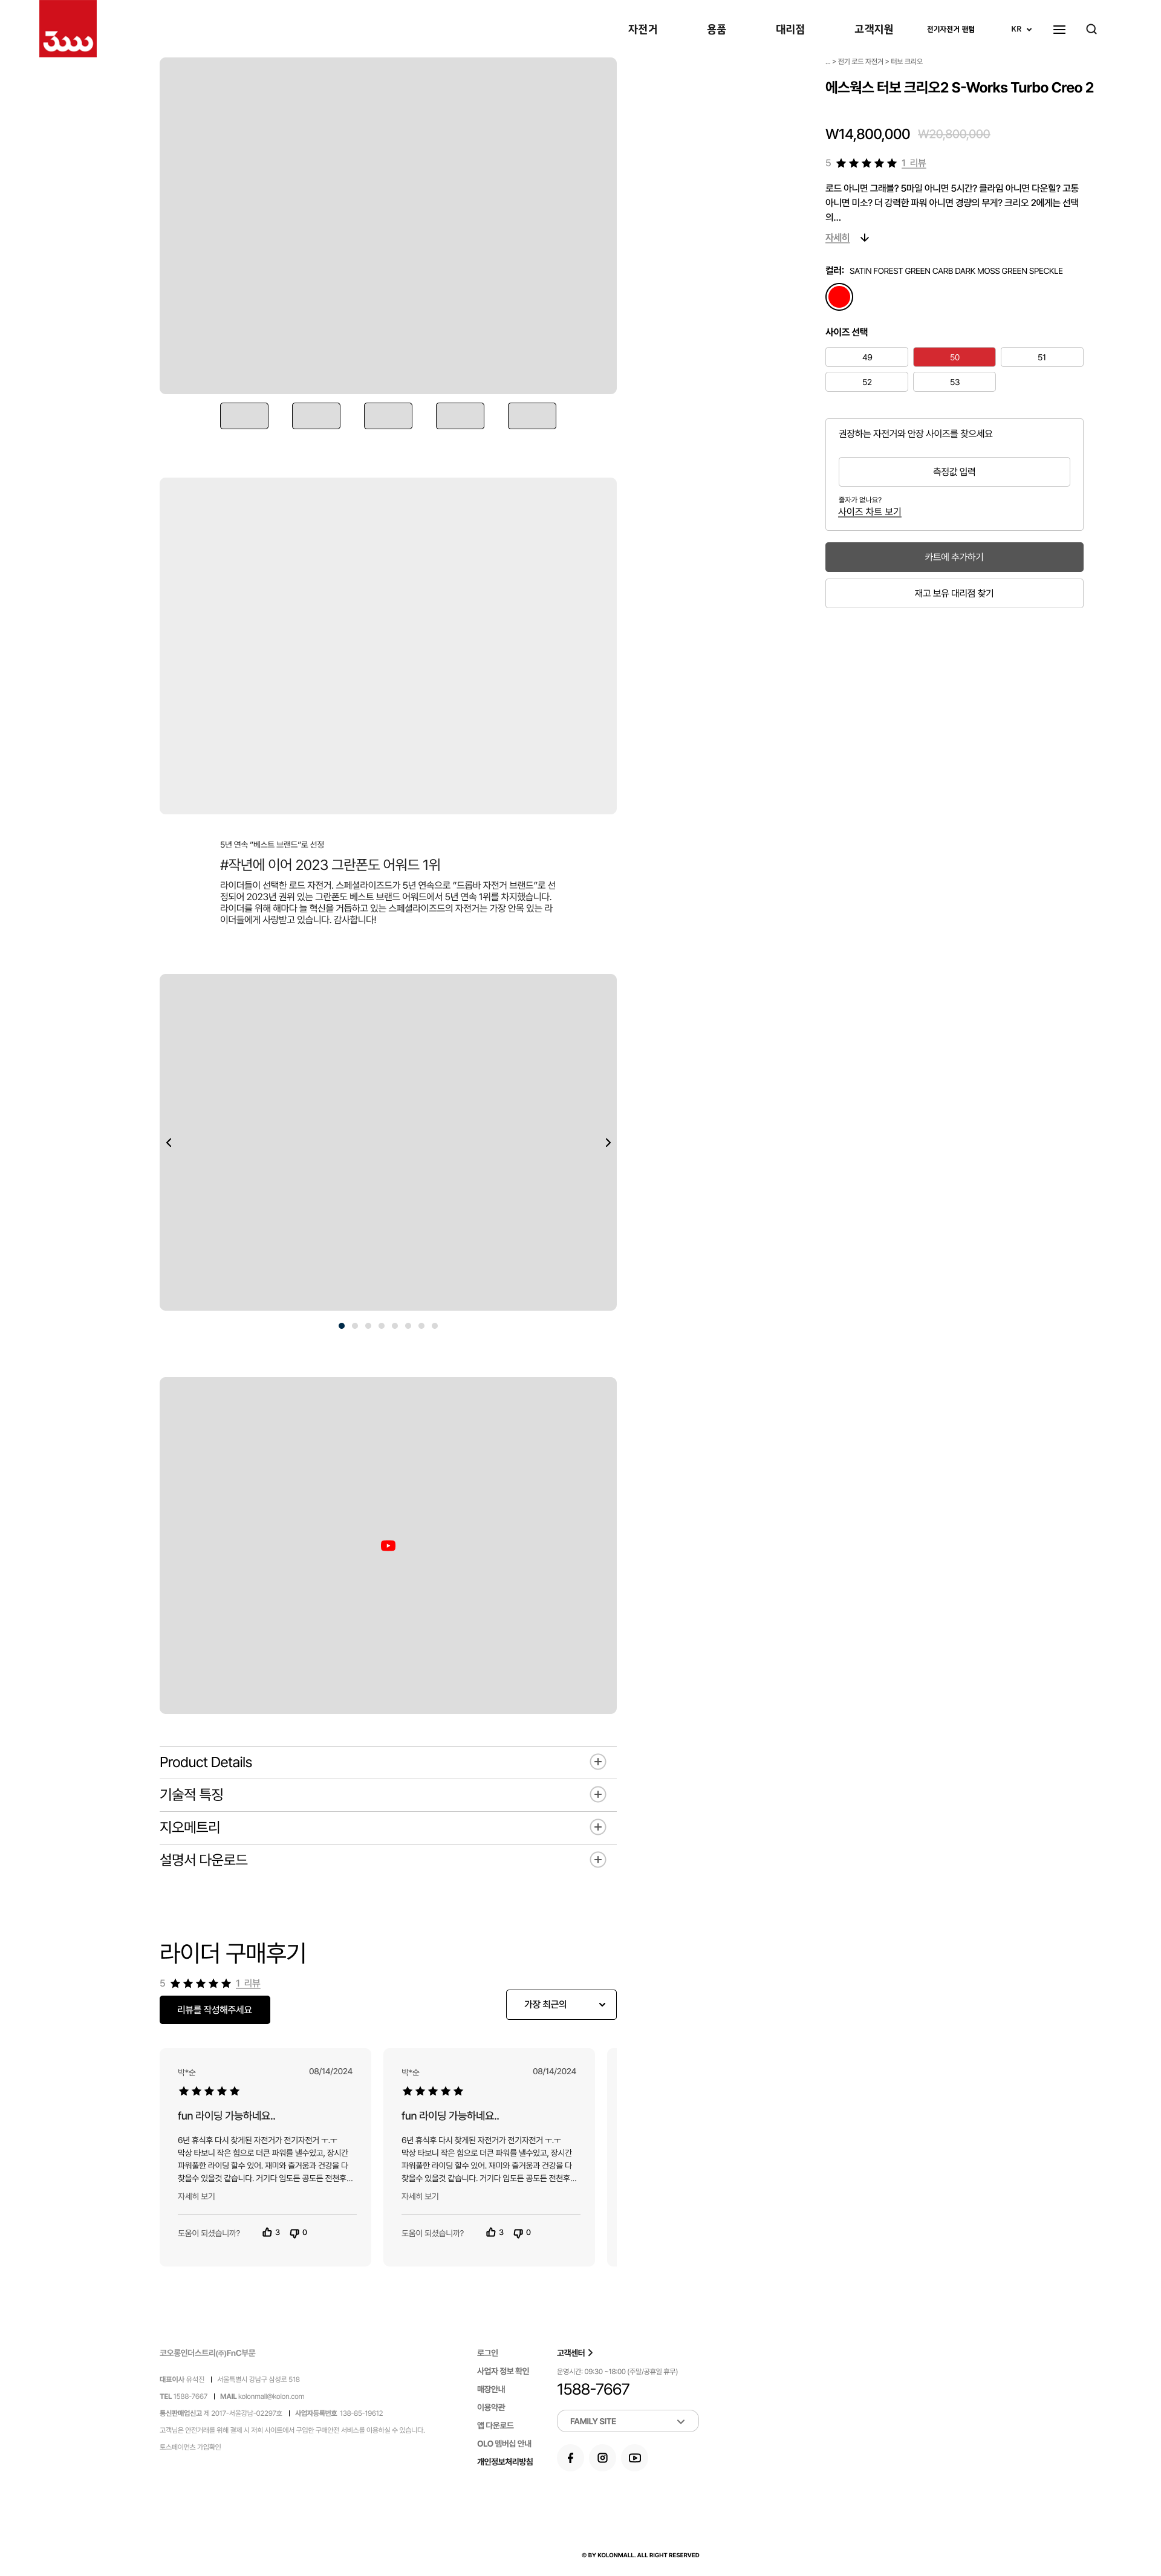 자전거 용품 대리점 고객지원 전기자전거 팬텀 KR
... > 전기 로드 자전거 > 터보 크리오
에스웍스 터보 크리오2 S-Works Turbo Creo 2
₩14,800,000 ₩20,800,000
5 ★★★★★ 1 리뷰
로드 아니면 그래블? 5마일 아니면 5시간? 클라임 아니면 다운힐? 고통
아니면 미소? 더 강력한 파워 아니면 경량의 무게? 크리오 2에게는 선택
의...
자세히
컬러: SATIN FOREST GREEN CARB DARK MOSS GREEN SPECKLE
사이즈 선택
49 50 51
52 53
권장하는 자전거와 안장 사이즈를 찾으세요
측정값 입력
줄자가 없나요?
사이즈 차트 보기
카트에 추가하기
재고 보유 대리점 찾기
5년 연속 “베스트 브랜드”로 선정
#작년에 이어 2023 그란폰도 어워드 1위
라이더들이 선택한 로드 자전거. 스페셜라이즈드가 5년 연속으로 “드롭바 자전거 브랜드”로 선
정되어 2023년 권위 있는 그란폰도 베스트 브랜드 어워드에서 5년 연속 1위를 차지했습니다.
라이더를 위해 해마다 늘 혁신을 거듭하고 있는 스페셜라이즈드의 자전거는 가장 안목 있는 라
이더들에게 사랑받고 있습니다. 감사합니다!
Product Details
기술적 특징
지오메트리
설명서 다운로드
라이더 구매후기
5 ★★★★★ 1 리뷰
리뷰를 작성해주세요
가장 최근의
박*순 08/14/2024
★★★★★
fun 라이딩 가능하네요..
6년 휴식후 다시 찾게된 자전거가 전기자전거 ㅜ.ㅜ
막상 타보니 작은 힘으로 더큰 파워를 낼수있고, 장시간
파워풀한 라이딩 할수 있어. 재미와 즐거움과 건강을 다
찾을수 있을것 같습니다. 거기다 임도든 공도든 전천후...
자세히 보기
도움이 되셨습니까? 3 0
박*순 08/14/2024
★★★★★
fun 라이딩 가능하네요..
6년 휴식후 다시 찾게된 자전거가 전기자전거 ㅜ.ㅜ
막상 타보니 작은 힘으로 더큰 파워를 낼수있고, 장시간
파워풀한 라이딩 할수 있어. 재미와 즐거움과 건강을 다
찾을수 있을것 같습니다. 거기다 임도든 공도든 전천후...
자세히 보기
도움이 되셨습니까? 3 0
코오롱인더스트리(주)FnC부문
대표이사 유석진 | 서울특별시 강남구 삼성로 518
TEL 1588-7667 | MAIL kolonmall@kolon.com
통신판매업신고 제 2017-서울강남-02297호 | 사업자등록번호 138-85-19612
고객님은 안전거래를 위해 결제 시 저희 사이트에서 구입한 구매안전 서비스를 이용하실 수 있습니다.
토스페이먼츠 가입확인
로그인
사업자 정보 확인
매장안내
이용약관
앱 다운로드
OLO 멤버십 안내
개인정보처리방침
고객센터
운영시간: 09:30 ~18:00 (주말/공휴일 휴무)
1588-7667
FAMILY SITE
© BY KOLONMALL. ALL RIGHT RESERVED